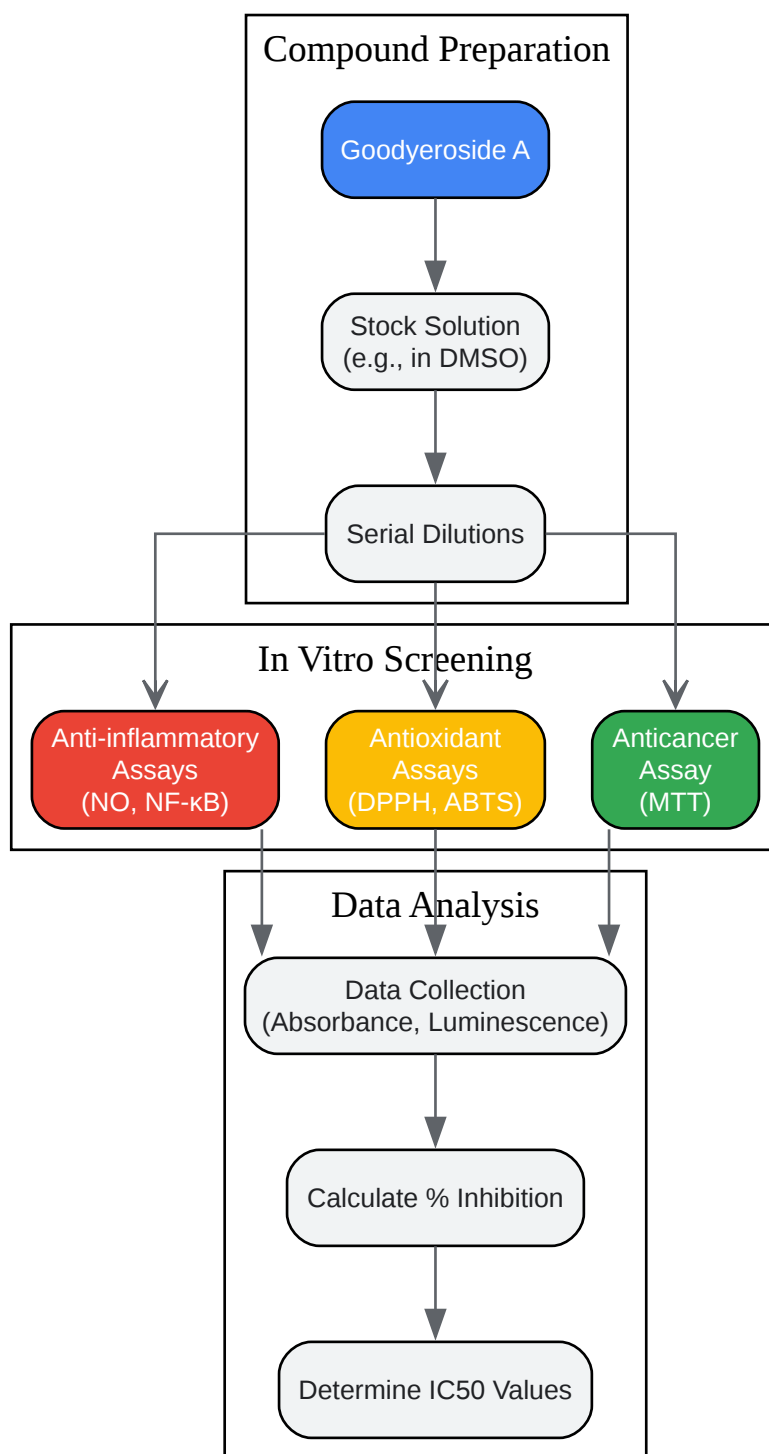 Compound Preparation
Goodyeroside A
Stock Solution
(e.g., in DMSO)
Serial Dilutions
In Vitro Screening
Anti-inflammatory
Assays
(NO, NF-κB)
Antioxidant
Assays
(DPPH, ABTS)
Anticancer
Assay
(MTT)
Data Analysis
Data Collection
(Absorbance, Luminescence)
Calculate % Inhibition
Determine IC50 Values